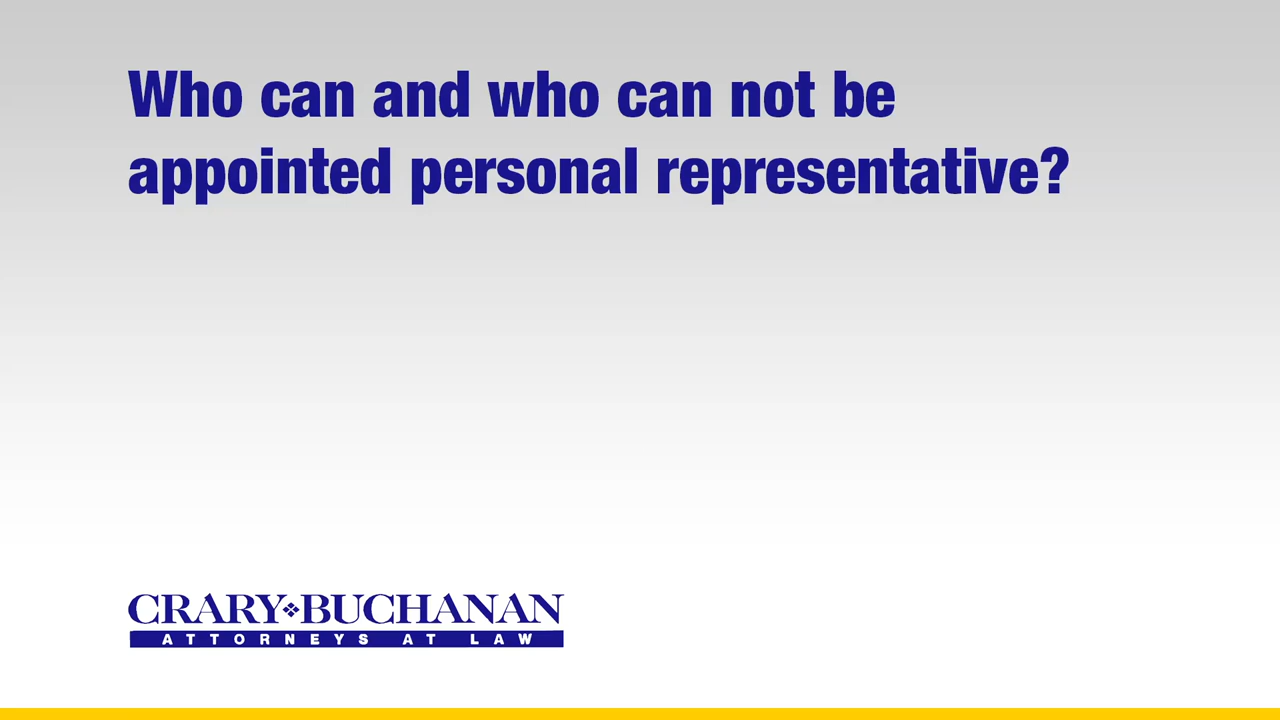 Who can and who can not be
appointed personal representative?
CRARY BUCHANAN
ATTORNEYS AT LAW